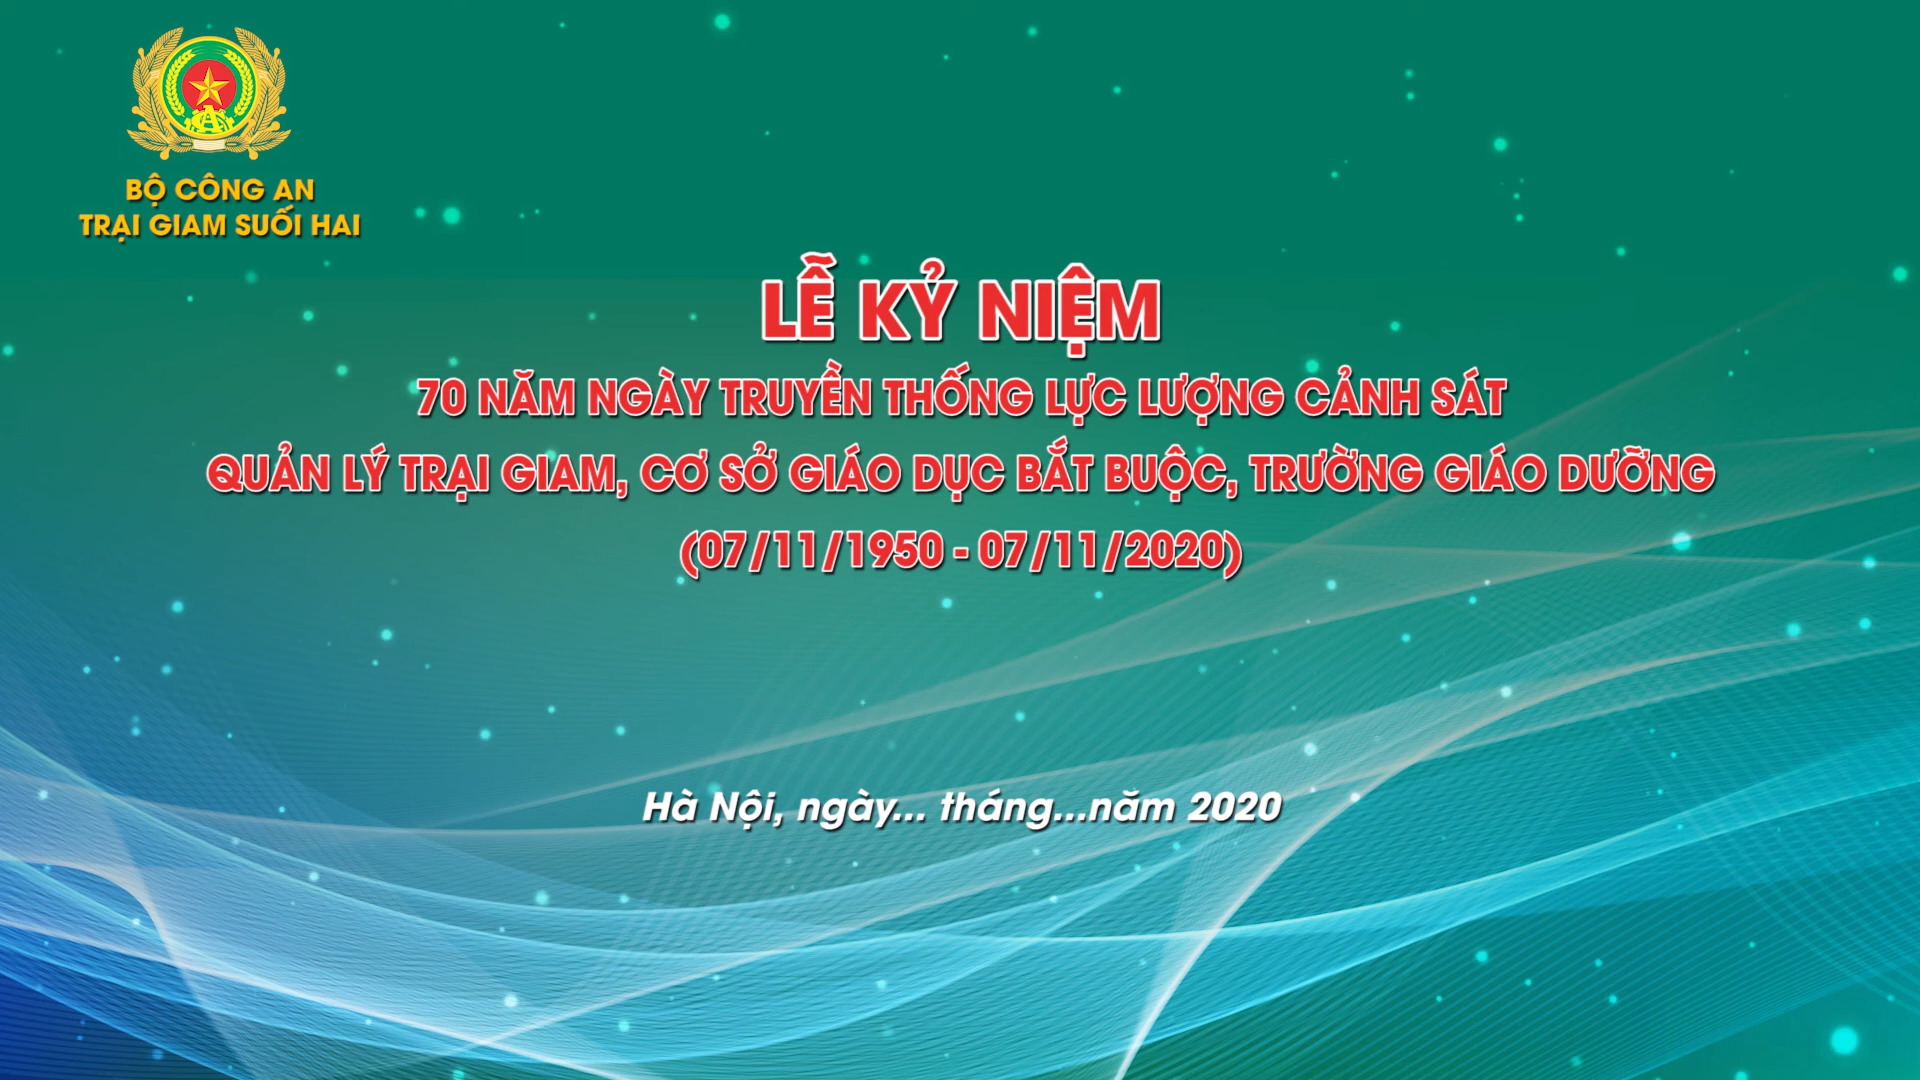 BỘ CÔNG AN
TRẠI GIAM SUỐI HAI
LỄ KỶ NIỆM
70 NĂM NGÀY TRUYỀN THỐNG LỰC LƯỢNG CẢNH SÁT
QUẢN LÝ TRẠI GIAM, CƠ SỞ GIÁO DỤC BẮT BUỘC, TRƯỜNG GIÁO DƯỠNG
(07/11/1950 - 07/11/2020)
Hà Nội, ngày... tháng...năm 2020